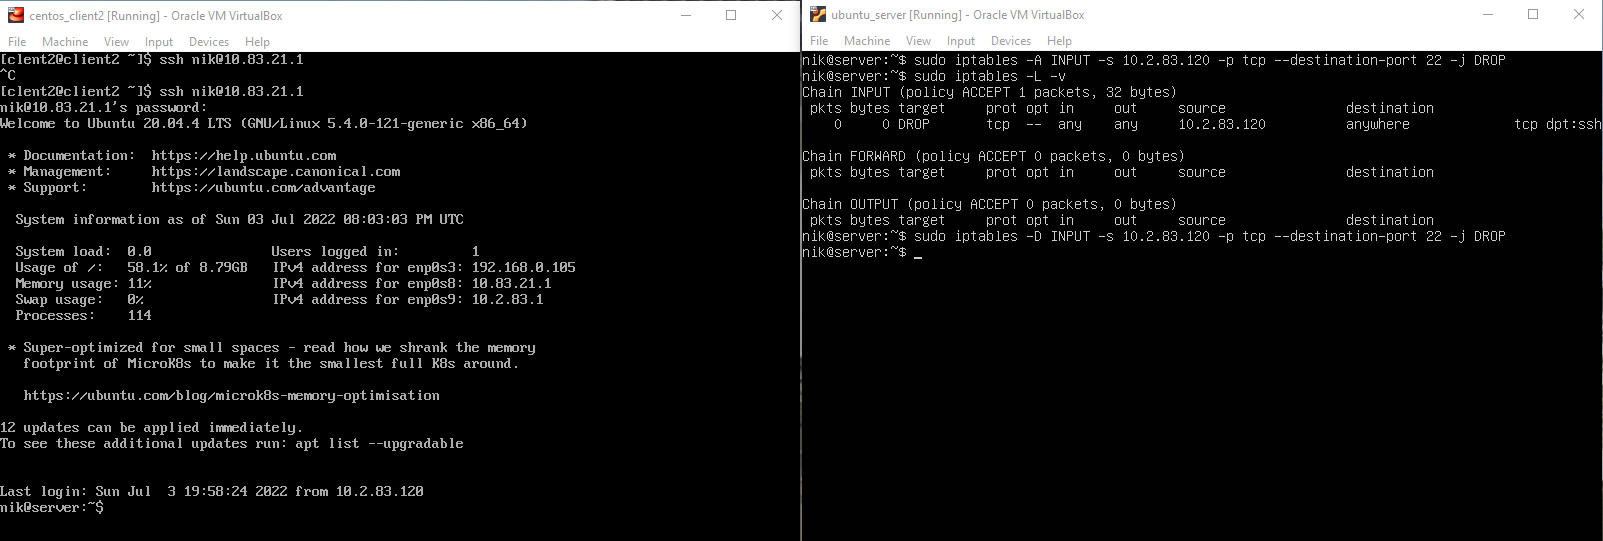 centos_client2 [Running] - Oracle VM VirtualBox
File Machine View Input Devices Help
[clent2@client2 ~]$ ssh nik@10.83.21.1
^C
[clent2@client2 ~]$ ssh nik@10.83.21.1
nik@10.83.21.1's password:
Welcome to Ubuntu 20.04.4 LTS (GNU/Linux 5.4.0-121-generic x86_64)
* Documentation: https://help.ubuntu.com
* Management: https://landscape.canonical.com
* Support: https://ubuntu.com/advantage
System information as of Sun 03 Jul 2022 08:03:03 PM UTC
System load: 0.0 Users logged in: 1
Usage of /: 58.1% of 8.79GB IPv4 address for enp0s3: 192.168.0.105
Memory usage: 11% IPv4 address for enp0s8: 10.83.21.1
Swap usage: 0% IPv4 address for enp0s9: 10.2.83.1
Processes: 114
* Super-optimized for small spaces - read how we shrank the memory
footprint of MicroK8s to make it the smallest full K8s around.
https://ubuntu.com/blog/microk8s-memory-optimisation
12 updates can be applied immediately.
To see these additional updates run: apt list --upgradable
Last login: Sun Jul 3 19:58:24 2022 from 10.2.83.120
nik@server:~$
ubuntu_server [Running] - Oracle VM VirtualBox
File Machine View Input Devices Help
nik@server:~$ sudo iptables -A INPUT -s 10.2.83.120 -p tcp --destination-port 22 -j DROP
nik@server:~$ sudo iptables -L -v
Chain INPUT (policy ACCEPT 1 packets, 32 bytes)
pkts bytes target prot opt in out source destination
0 0 DROP tcp -- any any 10.2.83.120 anywhere tcp dpt:ssh
Chain FORWARD (policy ACCEPT 0 packets, 0 bytes)
pkts bytes target prot opt in out source destination
Chain OUTPUT (policy ACCEPT 0 packets, 0 bytes)
pkts bytes target prot opt in out source destination
nik@server:~$ sudo iptables -D INPUT -s 10.2.83.120 -p tcp --destination-port 22 -j DROP
nik@server:~$ _